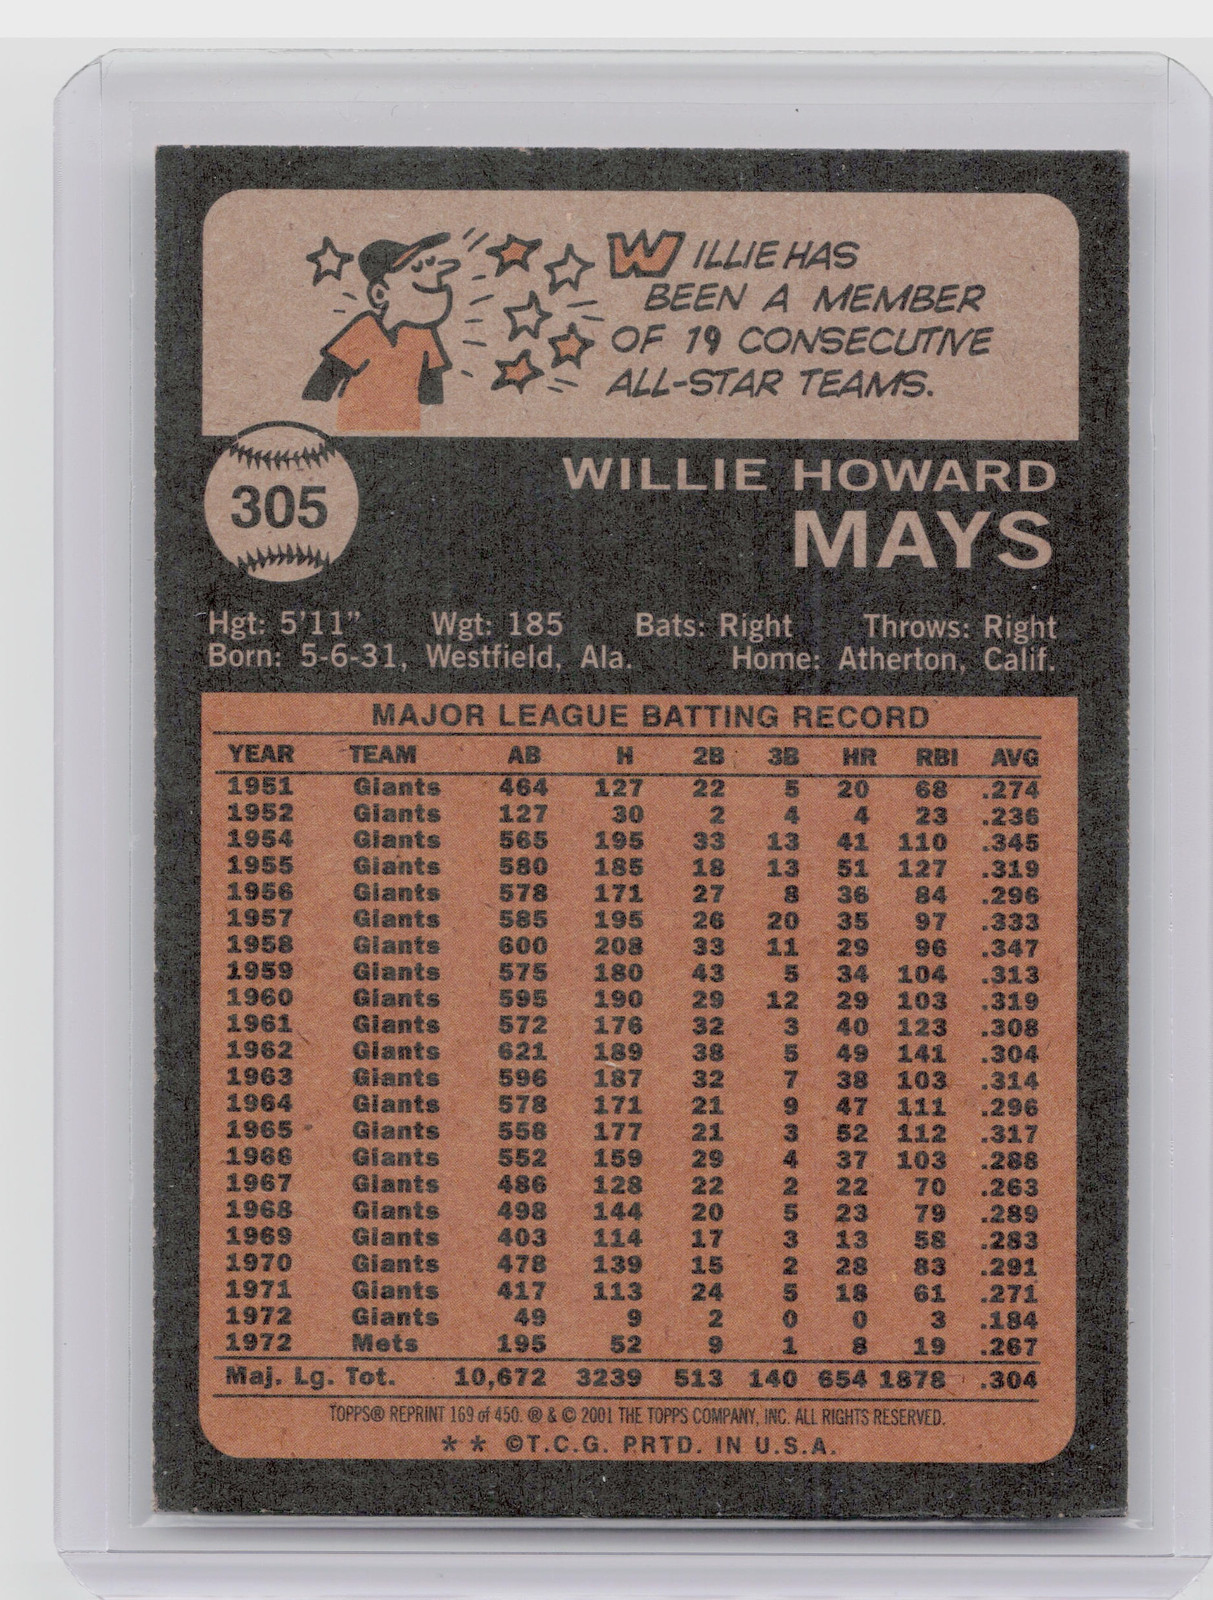 WILLIE HAS
BEEN A MEMBER
OF 19 CONSECUTIVE
ALL-STAR TEAMS.
305
WILLIE HOWARD
MAYS
Hgt: 5'11" Wgt: 185 Bats: Right Throws: Right
Born: 5-6-31, Westfield, Ala. Home: Atherton, Calif.
MAJOR LEAGUE BATTING RECORD
YEAR TEAM AB H 2B 3B HR RBI AVG
1951 Giants 464 127 22 5 20 68 .274
1952 Giants 127 30 2 4 4 23 .236
1954 Giants 565 195 33 13 41 110 .345
1955 Giants 580 185 18 13 51 127 .319
1956 Giants 578 171 27 8 36 84 .296
1957 Giants 585 195 26 20 35 97 .333
1958 Giants 600 208 33 11 29 96 .347
1959 Giants 575 180 43 5 34 104 .313
1960 Giants 595 190 29 12 29 103 .319
1961 Giants 572 176 32 3 40 123 .308
1962 Giants 621 189 38 5 49 141 .304
1963 Giants 596 187 32 7 38 103 .314
1964 Giants 578 171 21 9 47 111 .296
1965 Giants 558 177 21 3 52 112 .317
1966 Giants 552 159 29 4 37 103 .288
1967 Giants 486 128 22 2 22 70 .263
1968 Giants 498 144 20 5 23 79 .289
1969 Giants 403 114 17 3 13 58 .283
1970 Giants 478 139 15 2 28 83 .291
1971 Giants 417 113 24 5 18 61 .271
1972 Giants 49 9 2 0 0 3 .184
1972 Mets 195 52 9 1 8 19 .267
Maj. Lg. Tot. 10,672 3239 513 140 654 1878 .304
TOPPS® REPRINT 169 of 450. ® & © 2001 THE TOPPS COMPANY, INC. ALL RIGHTS RESERVED.
* * ©T.C.G. PRTD. IN U.S.A.